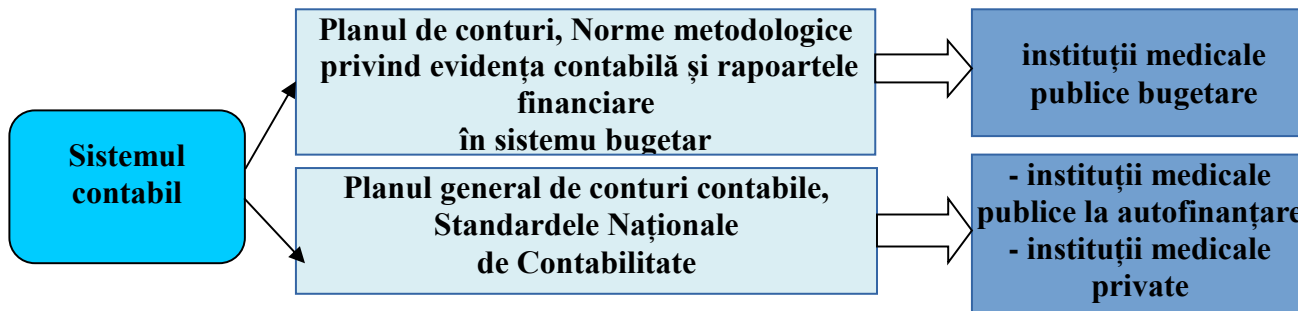 Sistemul
contabil
Planul de conturi, Norme metodologice
privind evidența contabilă și rapoartele
financiare
în sistemu bugetar
instituții medicale
publice bugetare
Planul general de conturi contabile,
Standardele Naționale
de Contabilitate
- instituții medicale
publice la autofinanțare
- instituții medicale
private